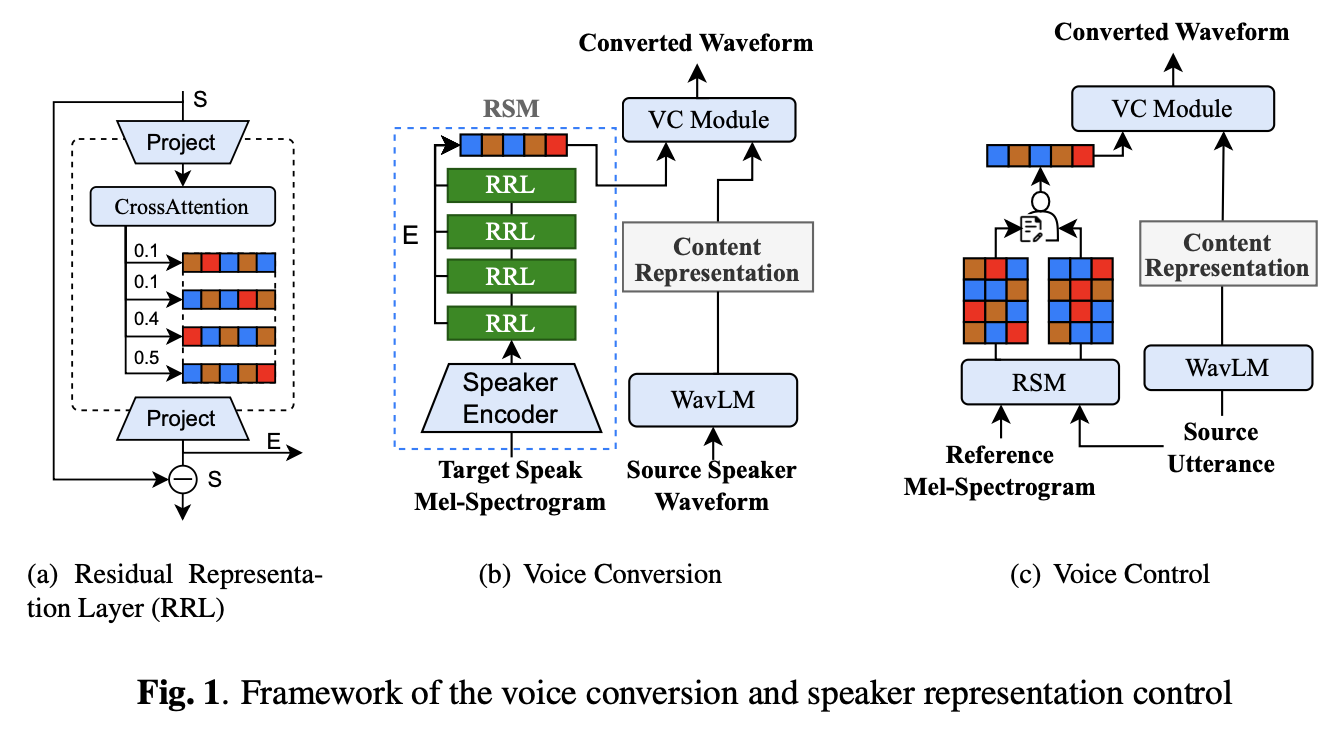 S
Project
CrossAttention
0.1
0.1
0.4
0.5
Project
E
S
(a) Residual Representa-
tion Layer (RRL)
Converted Waveform
RSM
VC Module
RRL
RRL
RRL
RRL
E
Content
Representation
Speaker
Encoder
WavLM
Target Speak
Mel-Spectrogram
Source Speaker
Waveform
(b) Voice Conversion
Converted Waveform
VC Module
Content
Representation
RSM
WavLM
Reference
Mel-Spectrogram
Source
Utterance
(c) Voice Control
Fig. 1. Framework of the voice conversion and speaker representation control